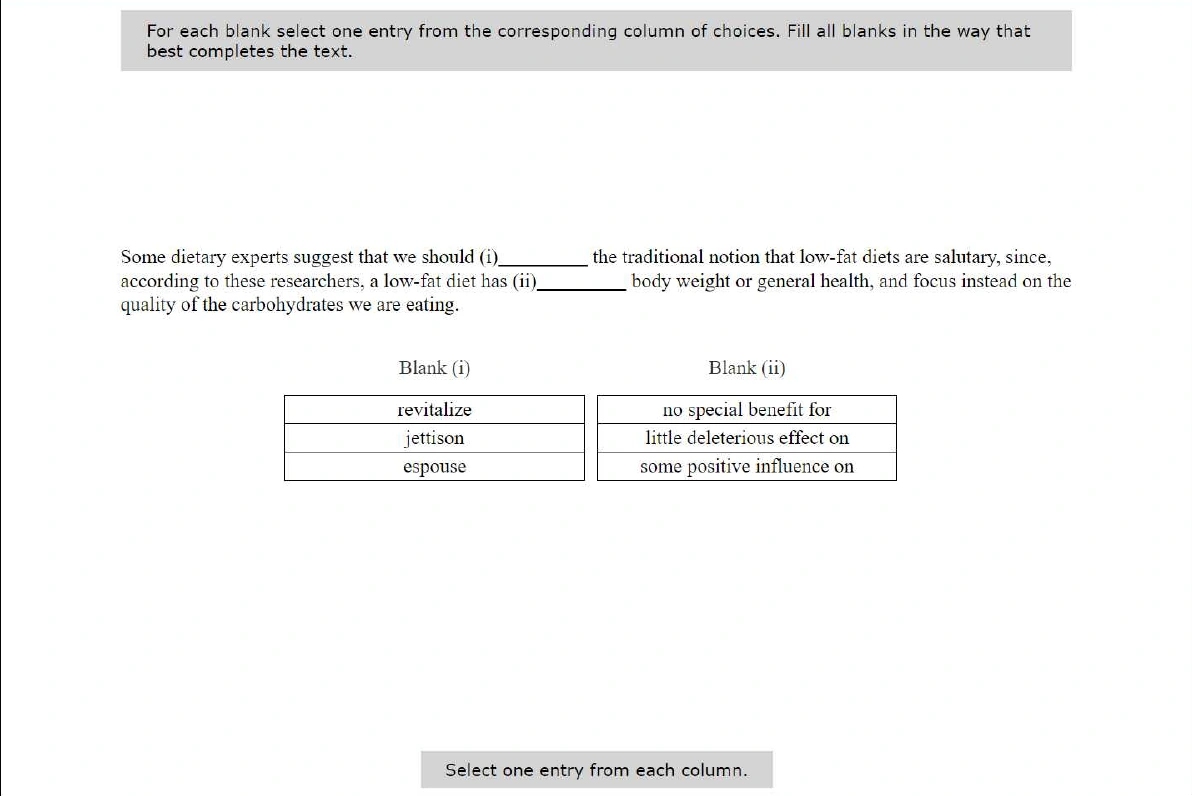 For each blank select one entry from the corresponding column of choices. Fill all blanks in the way that
best completes the text.
Some dietary experts suggest that we should (i)_________ the traditional notion that low-fat diets are salutary, since,
according to these researchers, a low-fat diet has (ii)_________ body weight or general health, and focus instead on the
quality of the carbohydrates we are eating.
Blank (i) Blank (ii)
revitalize no special benefit for
jettison little deleterious effect on
espouse some positive influence on
Select one entry from each column.